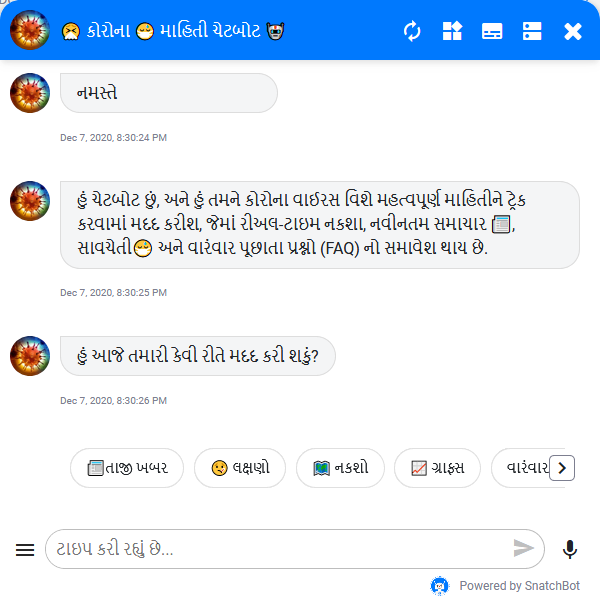 🤧 કોરોના 😷 માહિતી ચેટબોટ 🤖
નમસ્તે
Dec 7, 2020, 8:30:24 PM
હું ચેટબોટ છું, અને હું તમને કોરોના વાઈરસ વિશે મહત્વપૂર્ણ માહિતીને ટ્રેક
કરવામાં મદદ કરીશ, જેમાં રીઅલ-ટાઇમ નકશા, નવીનતમ સમાચાર 📰,
સાવચેતી😷 અને વારંવાર પૂછાતા પ્રશ્નો (FAQ) નો સમાવેશ થાય છે.
Dec 7, 2020, 8:30:25 PM
હું આજે તમારી કેવી રીતે મદદ કરી શકું?
Dec 7, 2020, 8:30:26 PM
📰તાજી ખબર 🤒 લક્ષણો 🗺️ નકશો 📈 ગ્રાફ્સ વારંવાર
ટાઇપ કરી રહ્યું છે...
Powered by SnatchBot